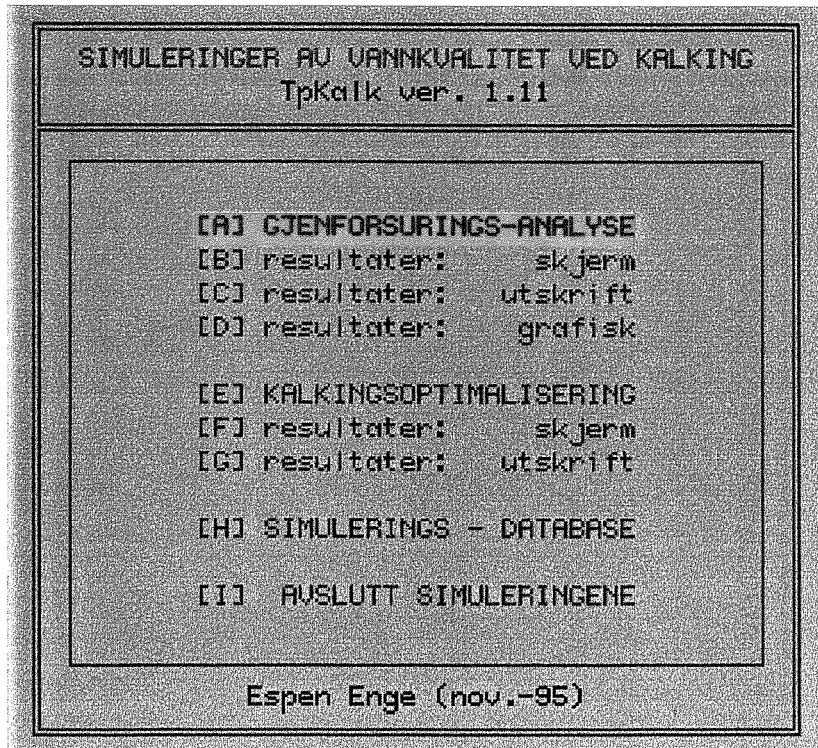 SIMULERINGER AV VANNKVALITET VED KALKING
TpKalk ver. 1.11
[A] GJENFORSURINGS-ANALYSE
[B] resultater: skjerm
[C] resultater: utskrift
[D] resultater: grafisk
[E] KALKINGSOPTIMALISERING
[F] resultater: skjerm
[G] resultater: utskrift
[H] SIMULERINGS - DATABASE
[I] AVSLUTT SIMULERINGENE
Espen Enge (nov.-95)